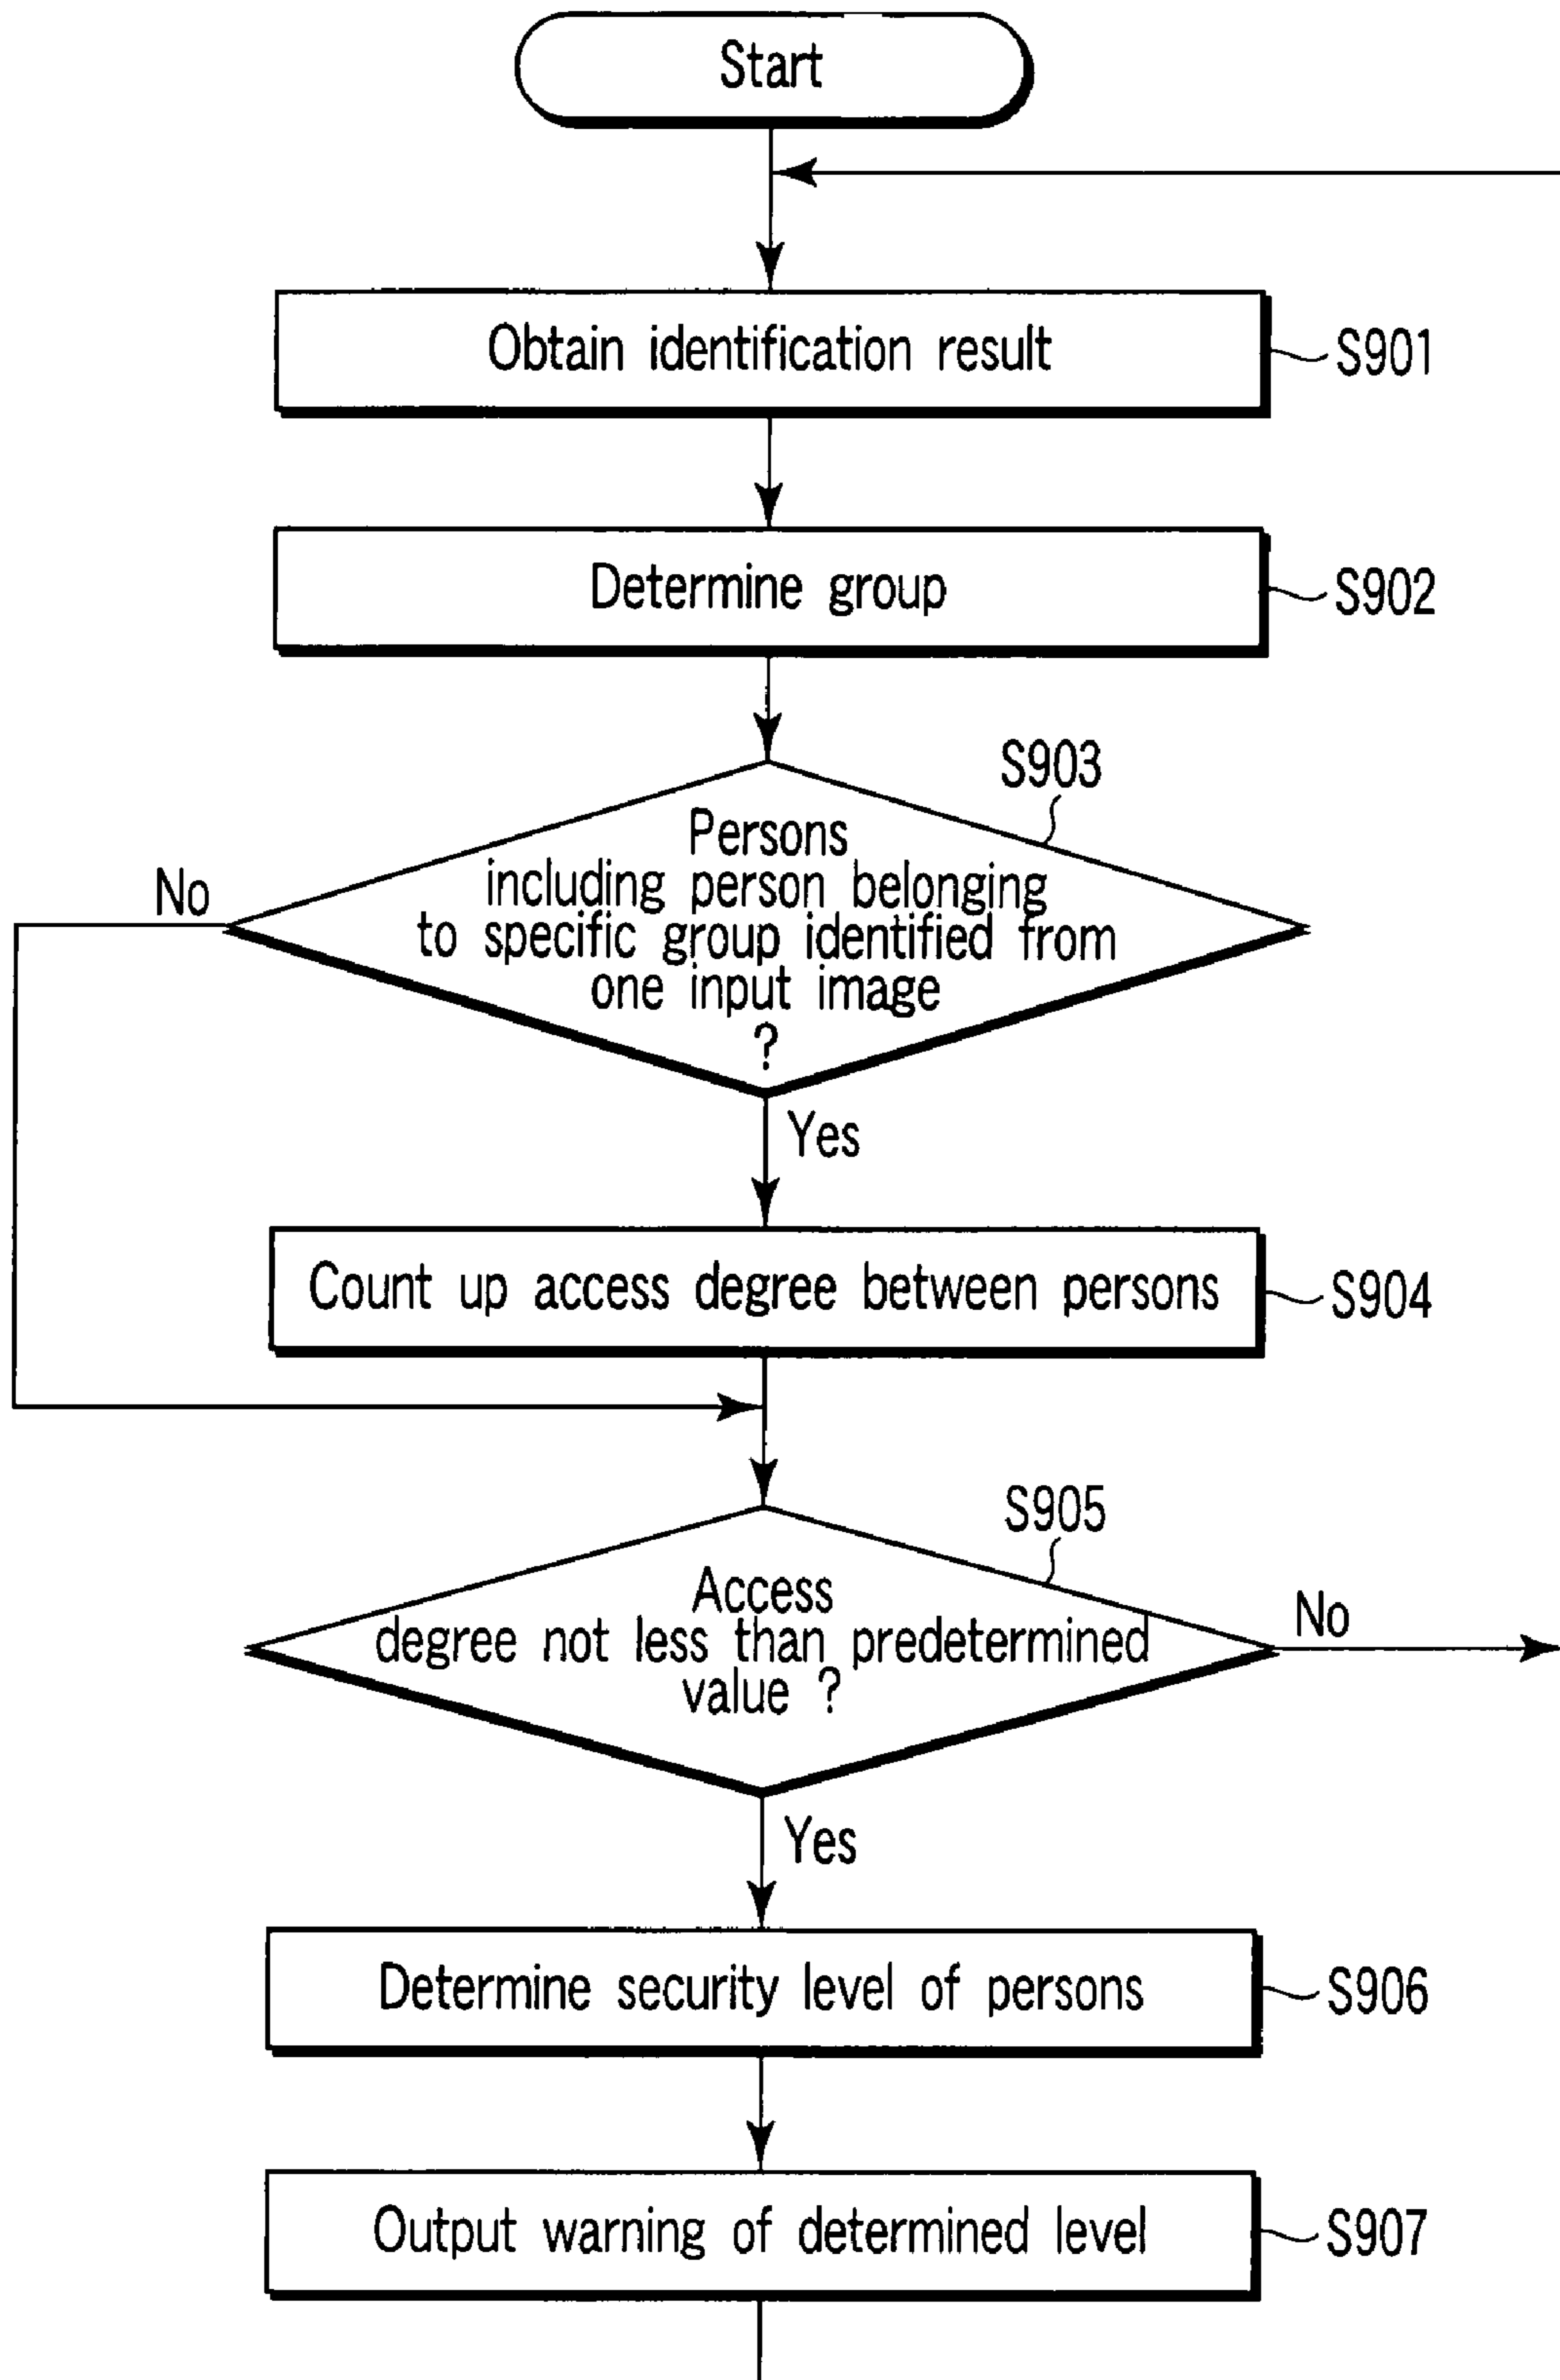 Start
Obtain identification result
S901
Determine group
S902
S903
Persons
including person belonging
to specific group identified from
one input image
?
No
Yes
Count up access degree between persons
S904
S905
Access
degree not less than predetermined
value ?
No
Yes
Determine security level of persons
S906
Output warning of determined level
S907